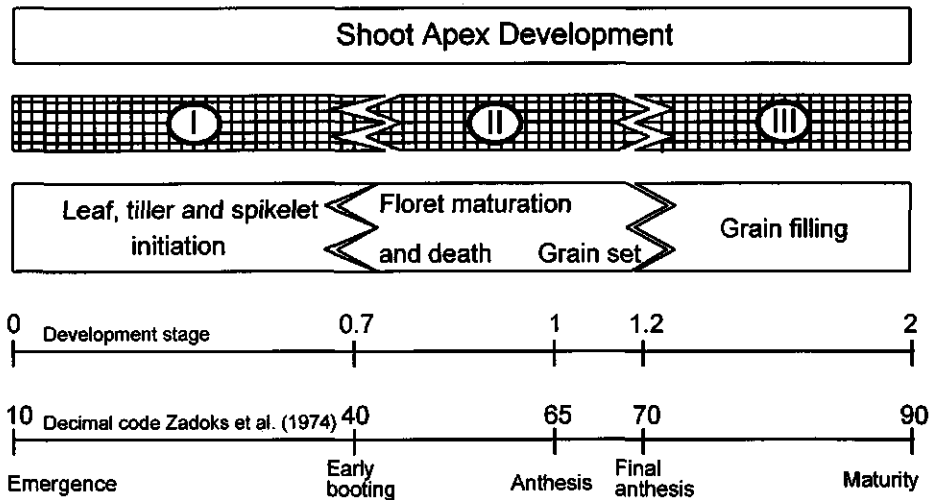 Shoot Apex Development
I II III
Leaf, tiller and spikelet
initiation
Floret maturation
and death Grain set
Grain filling
0 0.7 1 1.2 2
Development stage
10 40 65 70 90
Decimal code Zadoks et al. (1974)
Emergence
Early
booting
Anthesis
Final
anthesis
Maturity